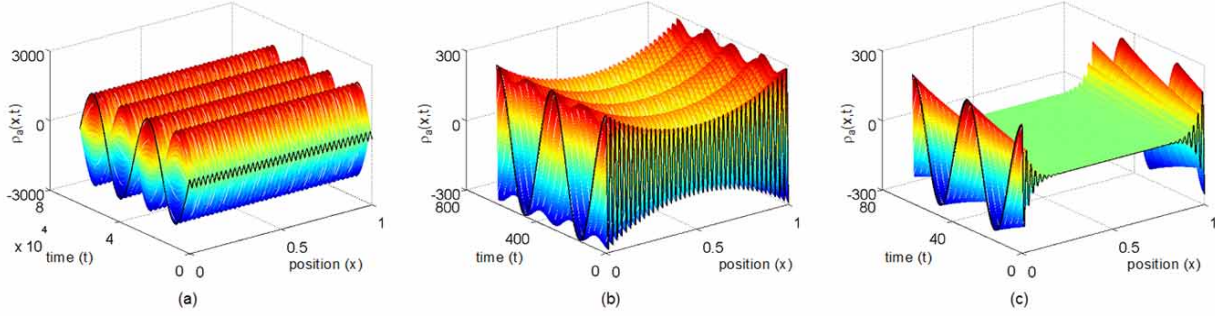 3000
0
-3000
ρa(x,t)
8
4
x 10 4
0
time (t)
0
0.5
1
position (x)
(a)
300
0
-300
ρa(x,t)
800
400
0
time (t)
0
0.5
1
position (x)
(b)
300
0
-300
ρa(x,t)
80
40
0
time (t)
0
0.5
1
position (x)
(c)